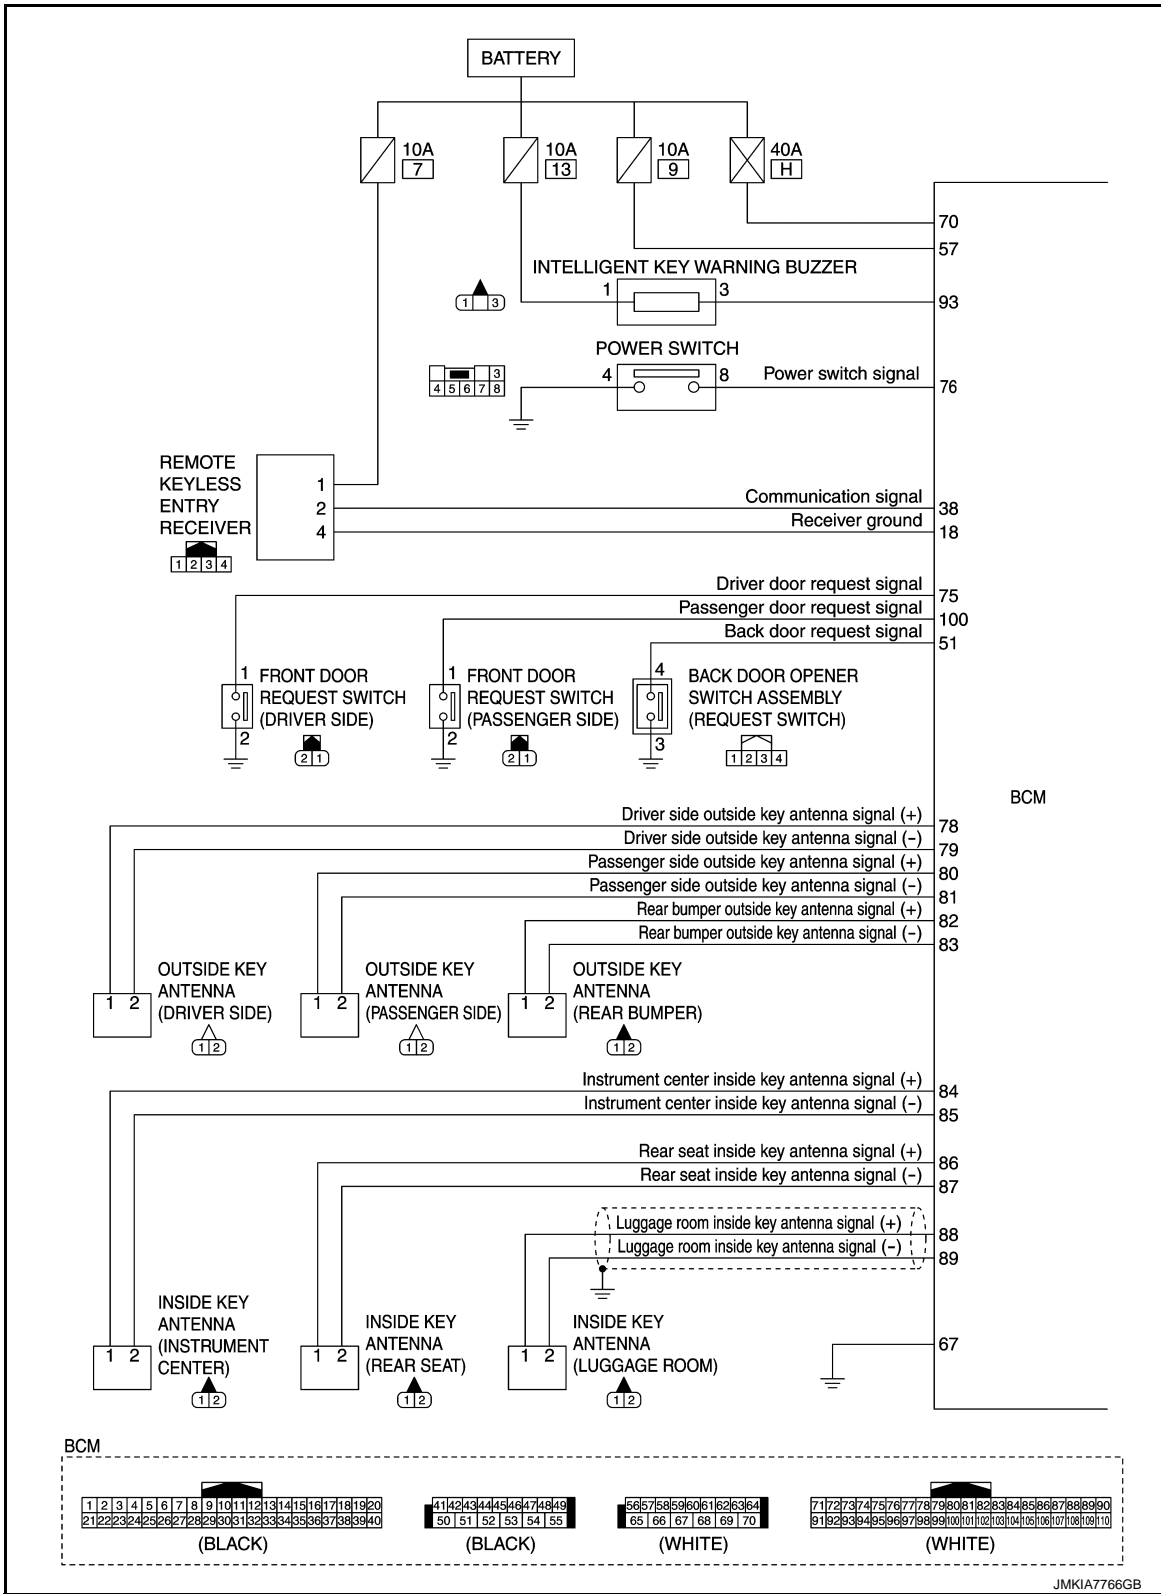 BATTERY
10A
7
10A
13
10A
9
40A
H
70
57
INTELLIGENT KEY WARNING BUZZER
1 3
1 3
93
POWER SWITCH
3
4 5 6 7 8
4 8
Power switch signal
76
REMOTE
KEYLESS
ENTRY
RECEIVER
1 2 3 4
1
2
4
Communication signal
38
Receiver ground
18
Driver door request signal
75
Passenger door request signal
100
Back door request signal
51
1
FRONT DOOR
REQUEST SWITCH
(DRIVER SIDE)
2
2 1
1
FRONT DOOR
REQUEST SWITCH
(PASSENGER SIDE)
2
2 1
4
BACK DOOR OPENER
SWITCH ASSEMBLY
(REQUEST SWITCH)
3
1 2 3 4
BCM
Driver side outside key antenna signal (+)
78
Driver side outside key antenna signal (−)
79
Passenger side outside key antenna signal (+)
80
Passenger side outside key antenna signal (−)
81
Rear bumper outside key antenna signal (+)
82
Rear bumper outside key antenna signal (−)
83
1 2
OUTSIDE KEY
ANTENNA
(DRIVER SIDE)
1 2
1 2
OUTSIDE KEY
ANTENNA
(PASSENGER SIDE)
1 2
1 2
OUTSIDE KEY
ANTENNA
(REAR BUMPER)
1 2
Instrument center inside key antenna signal (+)
84
Instrument center inside key antenna signal (−)
85
Rear seat inside key antenna signal (+)
86
Rear seat inside key antenna signal (−)
87
Luggage room inside key antenna signal (+)
88
Luggage room inside key antenna signal (−)
89
1 2
INSIDE KEY
ANTENNA
(INSTRUMENT
CENTER)
1 2
1 2
INSIDE KEY
ANTENNA
(REAR SEAT)
1 2
1 2
INSIDE KEY
ANTENNA
(LUGGAGE ROOM)
1 2
67
BCM
1 2 3 4 5 6 7 8 9 10 11 12 13 14 15 16 17 18 19 20
21 22 23 24 25 26 27 28 29 30 31 32 33 34 35 36 37 38 39 40
(BLACK)
41 42 43 44 45 46 47 48 49
50 51 52 53 54 55
(BLACK)
56 57 58 59 60 61 62 63 64
65 66 67 68 69 70
(WHITE)
71 72 73 74 75 76 77 78 79 80 81 82 83 84 85 86 87 88 89 90
91 92 93 94 95 96 97 98 99 100 101 102 103 104 105 106 107 108 109 110
(WHITE)
JMKIA7766GB